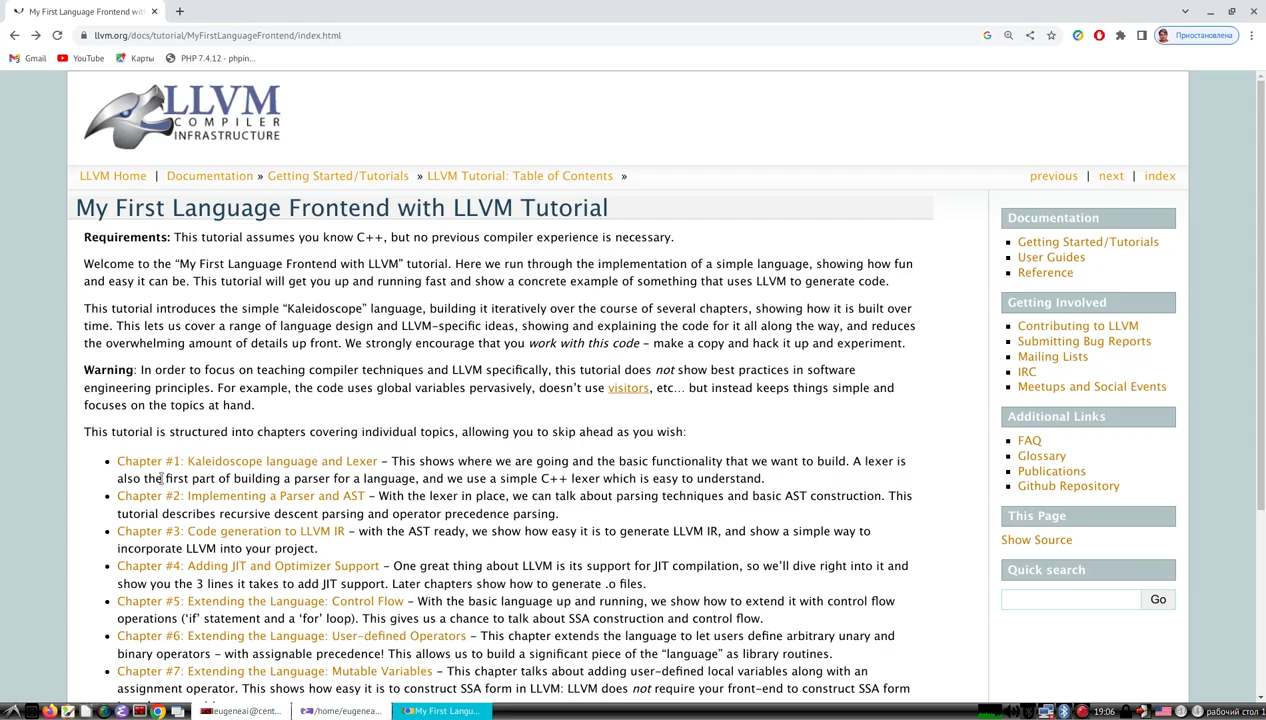 My First Language Frontend wit
llvm.org/docs/tutorial/MyFirstLanguageFrontend/index.html
Приостановлена
Gmail
YouTube
Карты
PHP 7.4.12 - phpin...
LLVM
COMPILER
INFRASTRUCTURE
LLVM Home | Documentation » Getting Started/Tutorials » LLVM Tutorial: Table of Contents »
previous | next | index
My First Language Frontend with LLVM Tutorial
Requirements: This tutorial assumes you know C++, but no previous compiler experience is necessary.
Welcome to the “My First Language Frontend with LLVM” tutorial. Here we run through the implementation of a simple language, showing how fun
and easy it can be. This tutorial will get you up and running fast and show a concrete example of something that uses LLVM to generate code.
This tutorial introduces the simple “Kaleidoscope” language, building it iteratively over the course of several chapters, showing how it is built over
time. This lets us cover a range of language design and LLVM-specific ideas, showing and explaining the code for it all along the way, and reduces
the overwhelming amount of details up front. We strongly encourage that you work with this code – make a copy and hack it up and experiment.
Warning: In order to focus on teaching compiler techniques and LLVM specifically, this tutorial does not show best practices in software
engineering principles. For example, the code uses global variables pervasively, doesn’t use visitors, etc… but instead keeps things simple and
focuses on the topics at hand.
This tutorial is structured into chapters covering individual topics, allowing you to skip ahead as you wish:
Chapter #1: Kaleidoscope language and Lexer – This shows where we are going and the basic functionality that we want to build. A lexer is
also the first part of building a parser for a language, and we use a simple C++ lexer which is easy to understand.
Chapter #2: Implementing a Parser and AST – With the lexer in place, we can talk about parsing techniques and basic AST construction. This
tutorial describes recursive descent parsing and operator precedence parsing.
Chapter #3: Code generation to LLVM IR – with the AST ready, we show how easy it is to generate LLVM IR, and show a simple way to
incorporate LLVM into your project.
Chapter #4: Adding JIT and Optimizer Support – One great thing about LLVM is its support for JIT compilation, so we’ll dive right into it and
show you the 3 lines it takes to add JIT support. Later chapters show how to generate .o files.
Chapter #5: Extending the Language: Control Flow – With the basic language up and running, we show how to extend it with control flow
operations (‘if’ statement and a ‘for’ loop). This gives us a chance to talk about SSA construction and control flow.
Chapter #6: Extending the Language: User-defined Operators – This chapter extends the language to let users define arbitrary unary and
binary operators – with assignable precedence! This allows us to build a significant piece of the “language” as library routines.
Chapter #7: Extending the Language: Mutable Variables – This chapter talks about adding user-defined local variables along with an
assignment operator. This shows how easy it is to construct SSA form in LLVM: LLVM does not require your front-end to construct SSA form
Documentation
Getting Started/Tutorials
User Guides
Reference
Getting Involved
Contributing to LLVM
Submitting Bug Reports
Mailing Lists
IRC
Meetups and Social Events
Additional Links
FAQ
Glossary
Publications
Github Repository
This Page
Show Source
Quick search
Go
eugeneai@cent...
/home/eugenea...
My First Langu...
19:06
рабочий стол 1